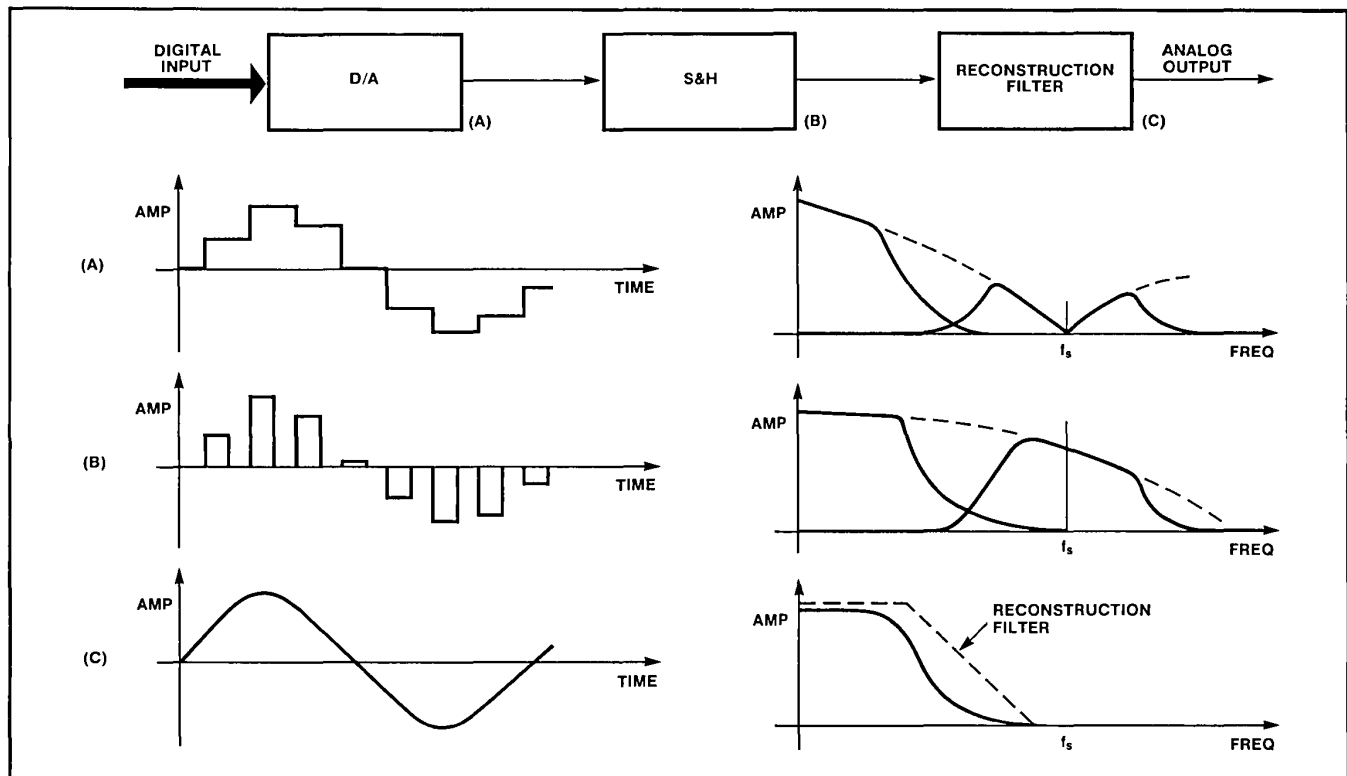 DIGITAL
INPUT
D/A
(A)
S&H
(B)
RECONSTRUCTION
FILTER
(C)
ANALOG
OUTPUT
AMP
(A)
TIME
AMP
fs
FREQ
AMP
(B)
TIME
AMP
fs
FREQ
AMP
(C)
TIME
AMP
RECONSTRUCTION
FILTER
fs
FREQ